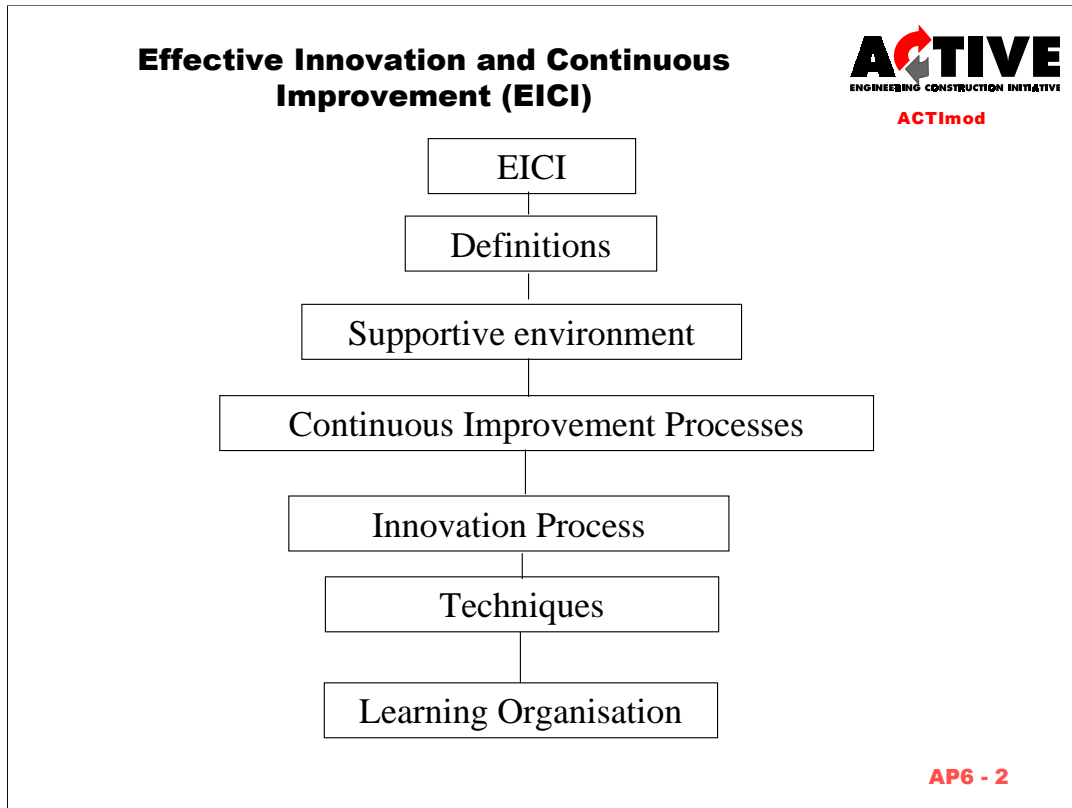 Effective Innovation and Continuous
Improvement (EICI)
ACTIVE
ENGINEERING CONSTRUCTION INITIATIVE
ACTImod
EICI
Definitions
Supportive environment
Continuous Improvement Processes
Innovation Process
Techniques
Learning Organisation
AP6 - 2